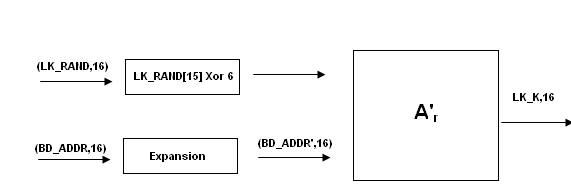 (LK_RAND,16)
LK_RAND[15] Xor 6
A'r
LK_K,16
(BD_ADDR,16)
Expansion
(BD_ADDR',16)